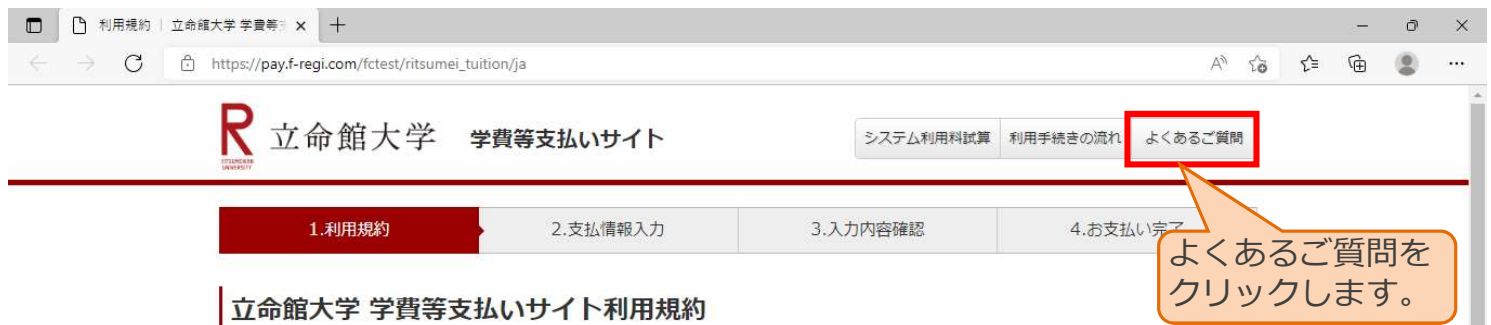 利用規約 | 立命館大学 学費等
https://pay.f-regi.com/fctest/ritsumei_tuition/ja
R 立命館大学 学費等支払いサイト
RITSUMEIKAN
UNIVERSITY
システム利用料試算 利用手続きの流れ よくあるご質問
1.利用規約 2.支払情報入力 3.入力内容確認 4.お支払い完了
よくあるご質問を
クリックします。
立命館大学 学費等支払いサイト利用規約